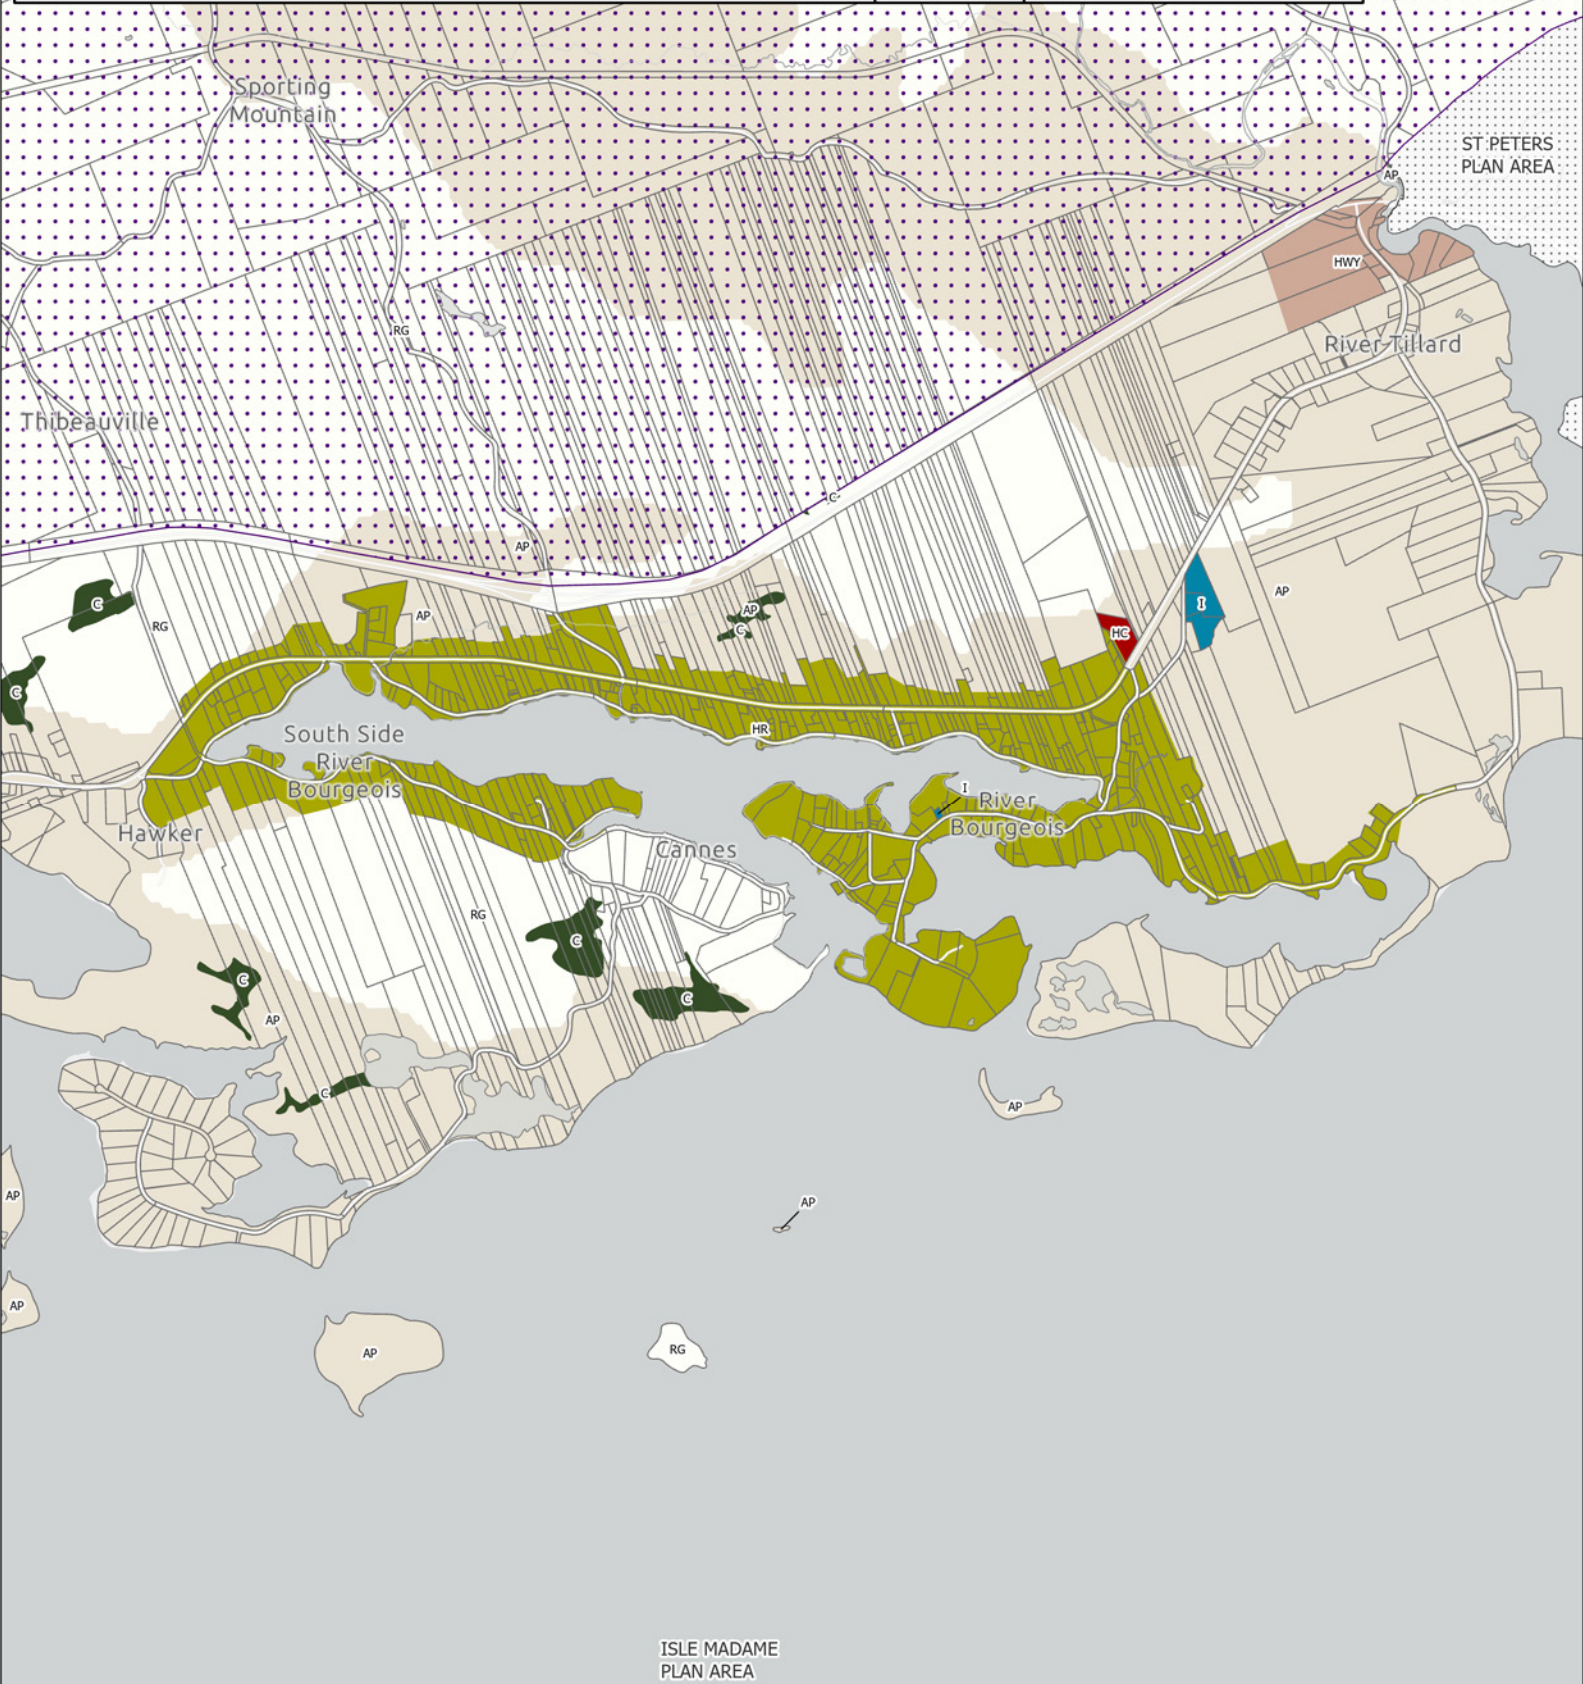 Sporting
Mountain
ST PETERS
PLAN AREA
AP
HWY
RG
River Tillard
Thibeauville
C
AP
C
RG
AP
AP
C
I
AP
HC
C
HR
South Side
River
Bourgeois
I
River
Bourgeois
Hawker
Cannes
RG
C
C
C
AP
C
AP
AP
AP
AP
AP
RG
ISLE MADAME
PLAN AREA